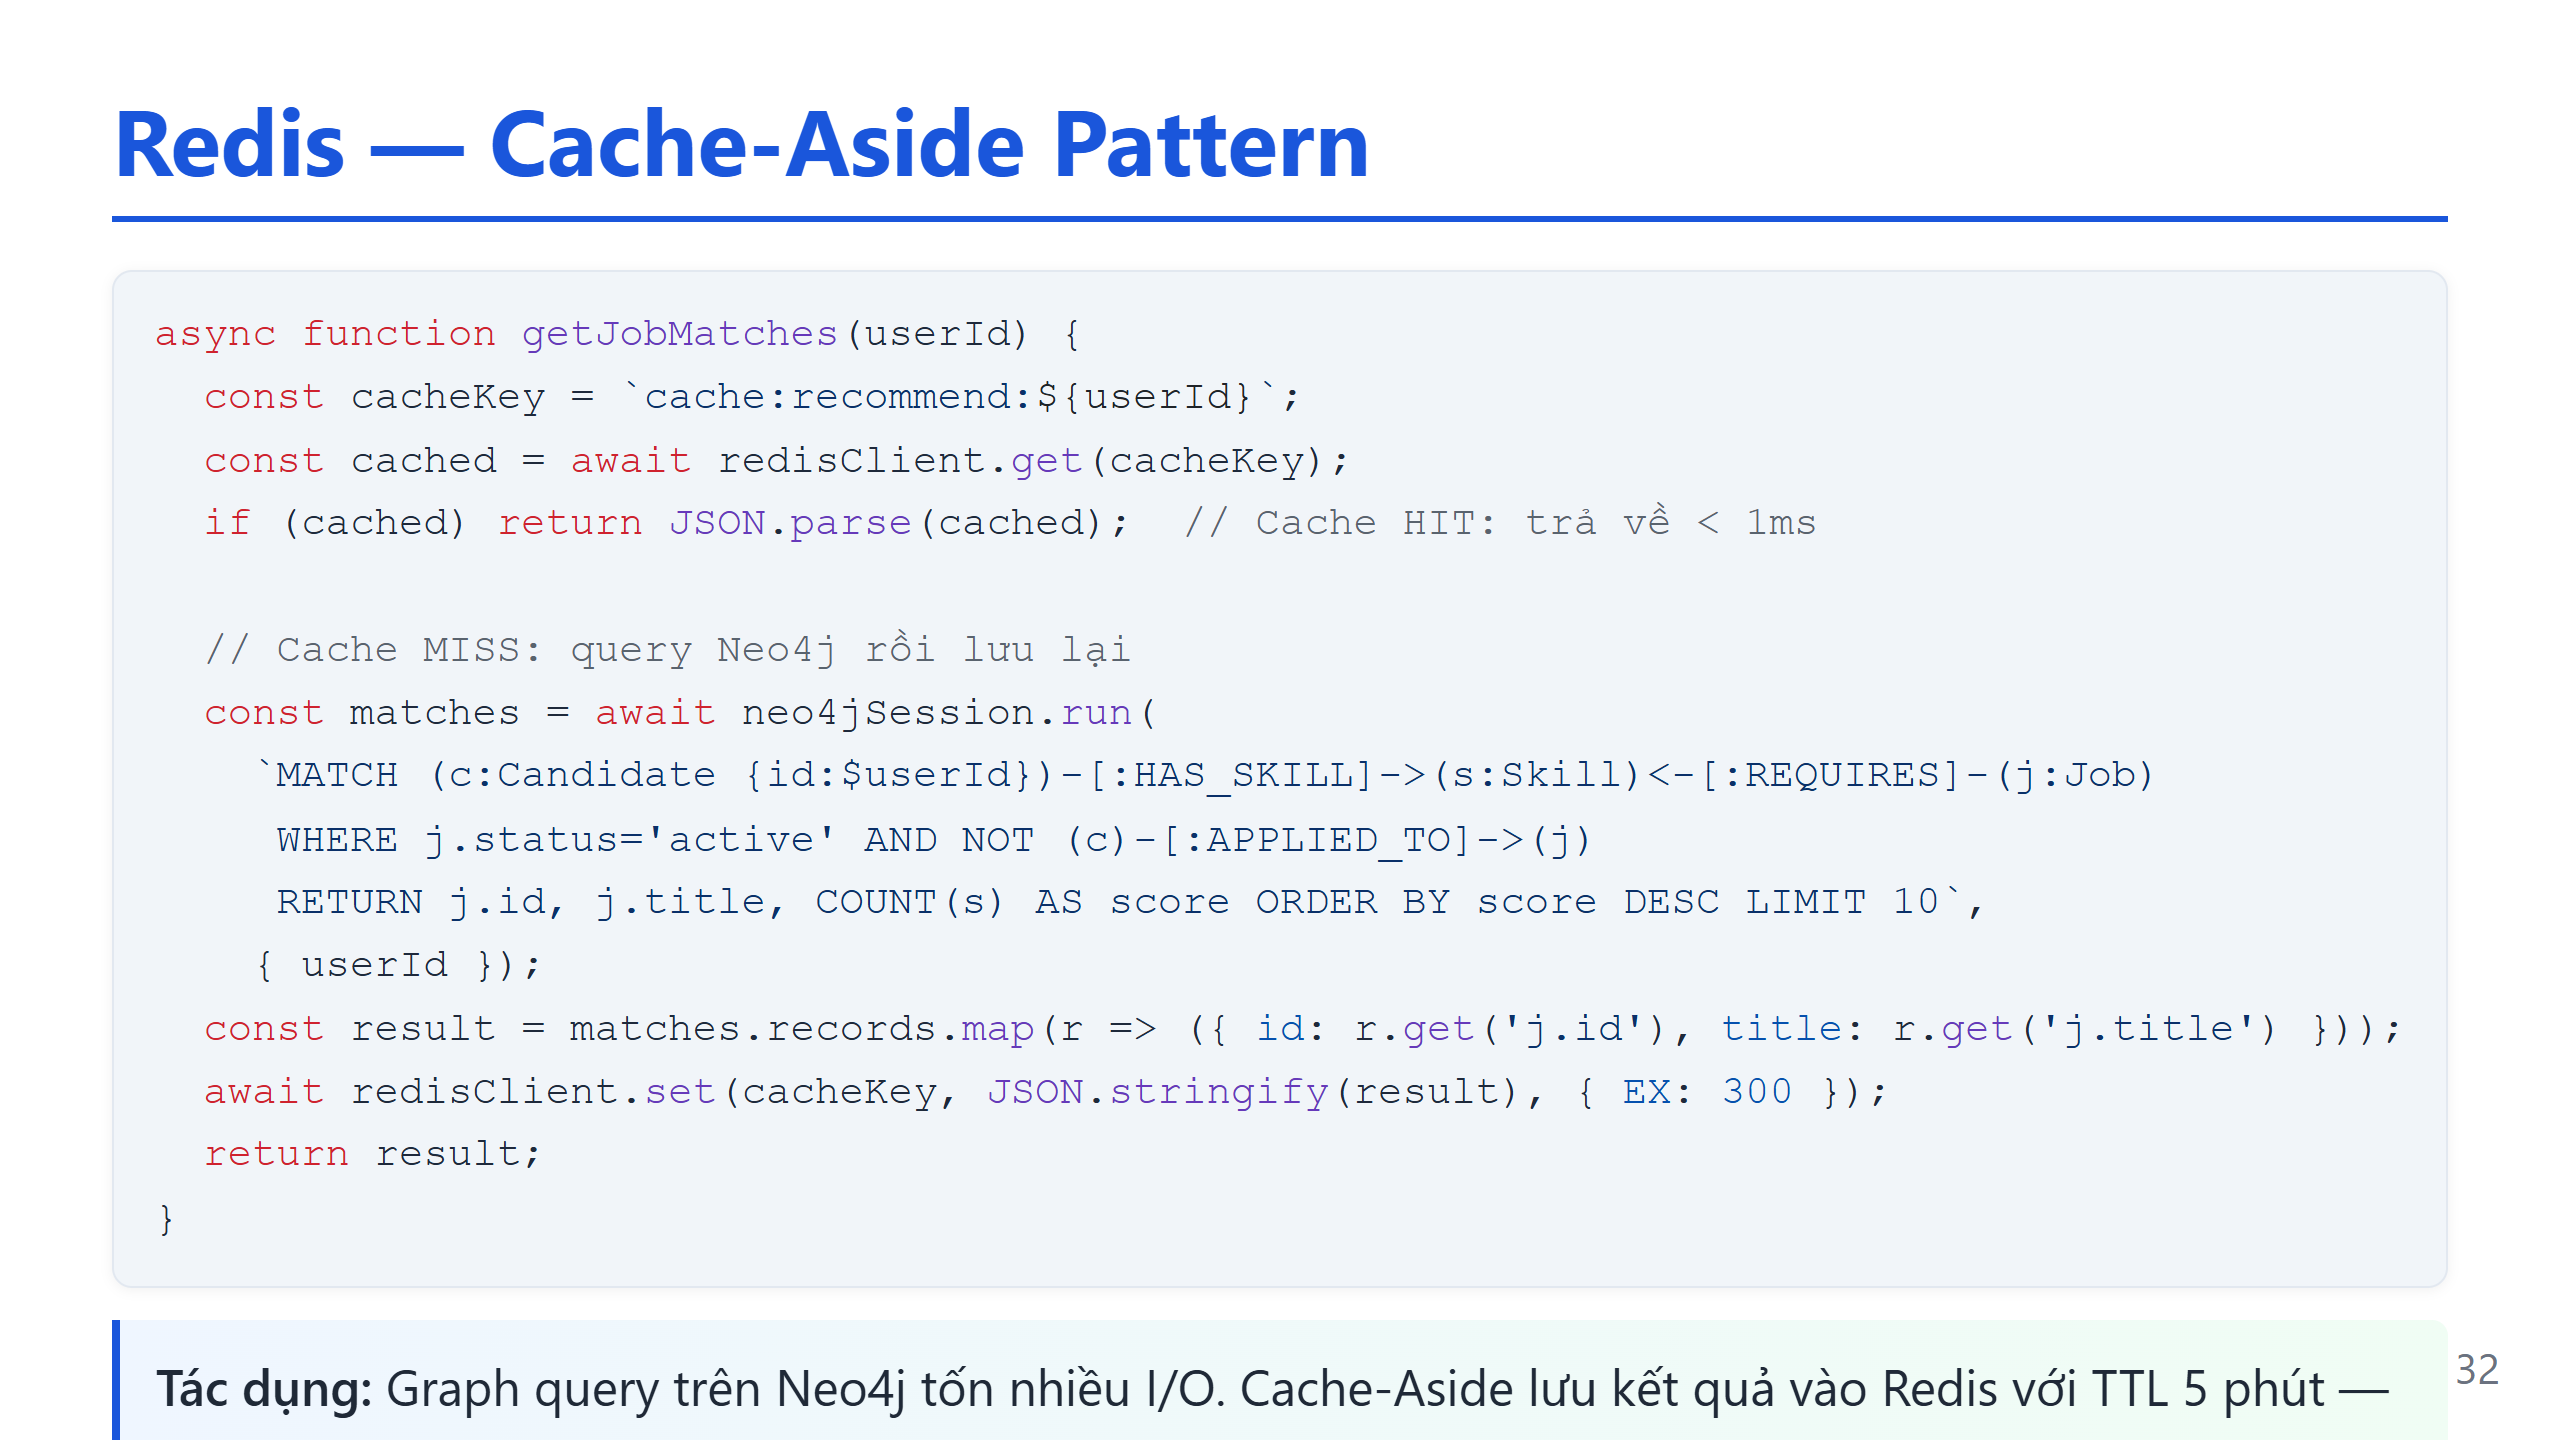 Redis — Cache-Aside Pattern
async function getJobMatches(userId) {
  const cacheKey = `cache:recommend:${userId}`;
  const cached = await redisClient.get(cacheKey);
  if (cached) return JSON.parse(cached);  // Cache HIT: trả về < 1ms
  // Cache MISS: query Neo4j rồi lưu lại
  const matches = await neo4jSession.run(
    `MATCH (c:Candidate {id:$userId})-[:HAS_SKILL]->(s:Skill)<-[:REQUIRES]-(j:Job)
     WHERE j.status='active' AND NOT (c)-[:APPLIED_TO]->(j)
     RETURN j.id, j.title, COUNT(s) AS score ORDER BY score DESC LIMIT 10`,
    { userId });
  const result = matches.records.map(r => ({ id: r.get('j.id'), title: r.get('j.title') }));
  await redisClient.set(cacheKey, JSON.stringify(result), { EX: 300 });
  return result;
}
Tác dụng: Graph query trên Neo4j tốn nhiều I/O. Cache-Aside lưu kết quả vào Redis với TTL 5 phút —
32